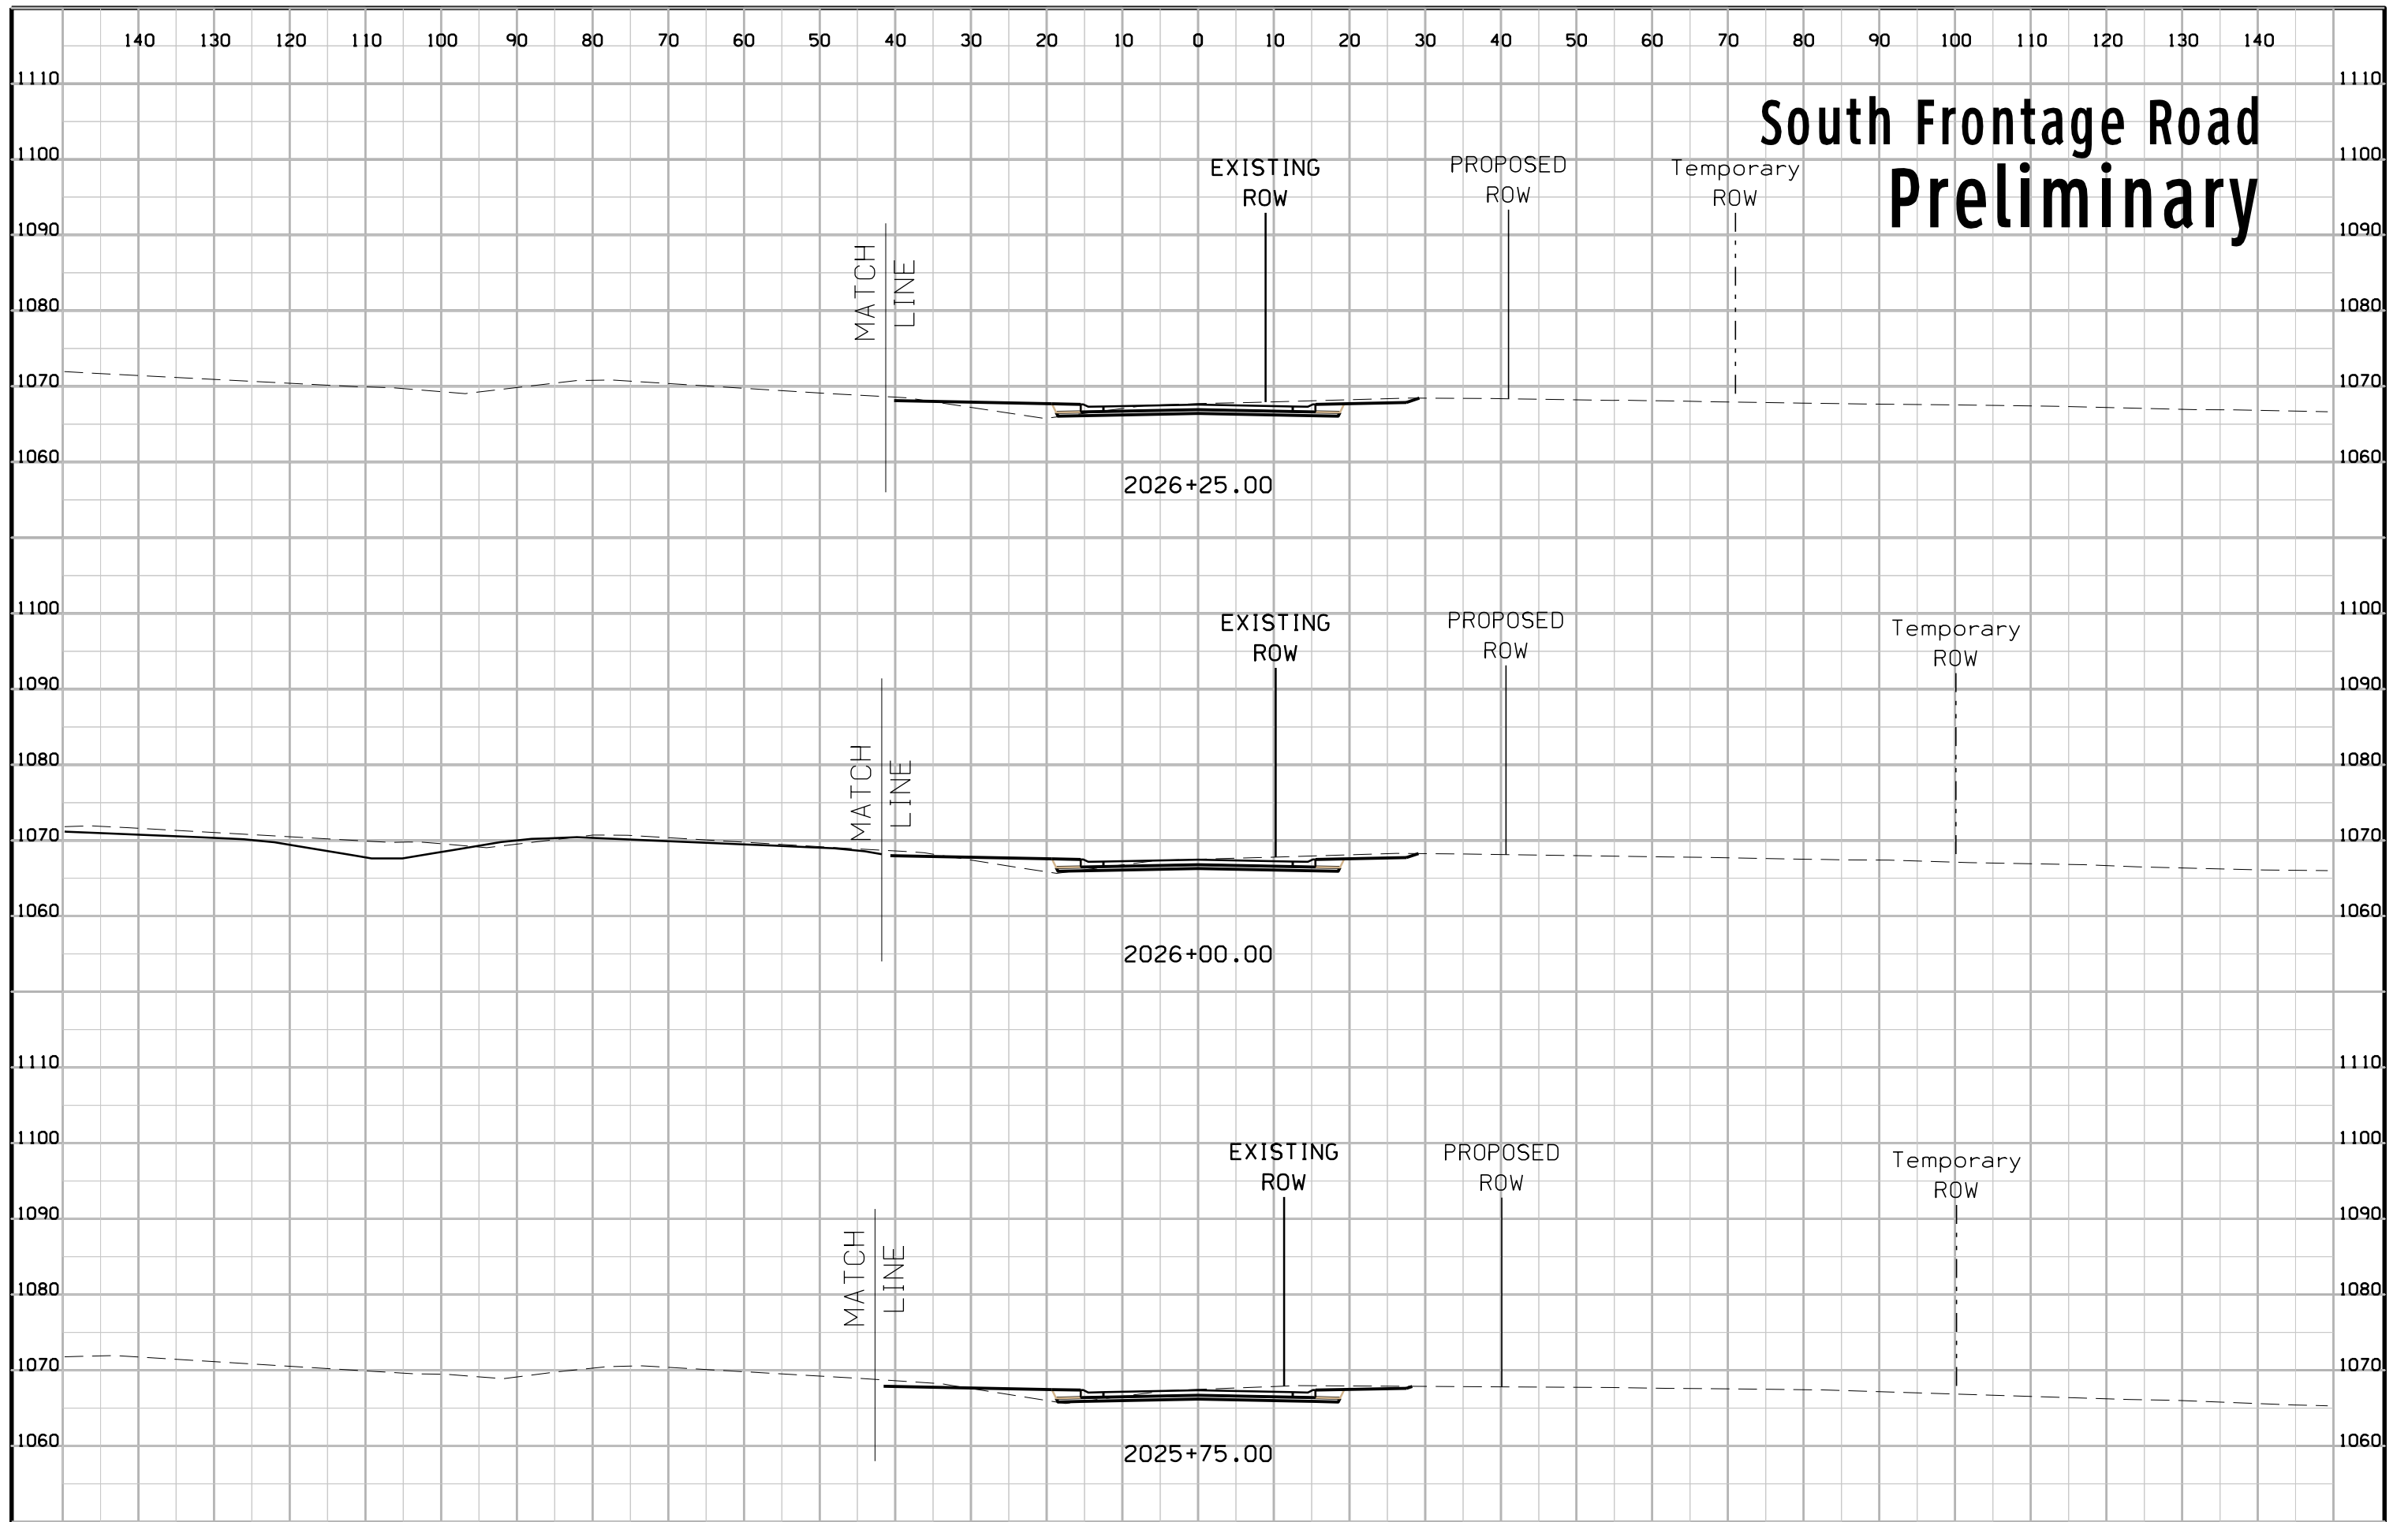 140 130 120 110 100 90 80 70 60 50 40 30 20 10 0 10 20 30 40 50 60 70 80 90 100 110 120 130 140
1110 1110
South Frontage Road
1100 1100
EXISTING PROPOSED Temporary
ROW ROW ROW
Preliminary
1090 1090
MATCH
LINE
1080 1080
1070 1070
1060 1060
2026+25.00
1100 1100
EXISTING PROPOSED Temporary
ROW ROW ROW
1090 1090
1080 1080
MATCH
LINE
1070 1070
1060 1060
2026+00.00
1110 1110
1100 1100
EXISTING PROPOSED Temporary
ROW ROW ROW
1090 1090
MATCH
LINE
1080 1080
1070 1070
1060 1060
2025+75.00